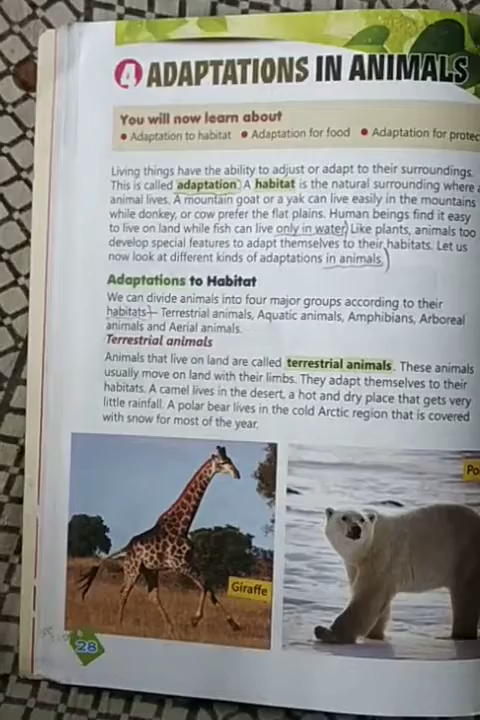 4 ADAPTATIONS IN ANIMALS
You will now learn about
• Adaptation to habitat • Adaptation for food • Adaptation for protec
Living things have the ability to adjust or adapt to their surroundings.
This is called adaptation. A habitat is the natural surrounding where a
animal lives. A mountain goat or a yak can live easily in the mountains
while donkey, or cow prefer the flat plains. Human beings find it easy
to live on land while fish can live only in water. Like plants, animals too
develop special features to adapt themselves to their habitats. Let us
now look at different kinds of adaptations in animals.
Adaptations to Habitat
We can divide animals into four major groups according to their
habitats— Terrestrial animals, Aquatic animals, Amphibians, Arboreal
animals and Aerial animals.
Terrestrial animals
Animals that live on land are called terrestrial animals. These animals
usually move on land with their limbs. They adapt themselves to their
habitats. A camel lives in the desert, a hot and dry place that gets very
little rainfall. A polar bear lives in the cold Arctic region that is covered
with snow for most of the year.
Po
Giraffe
28